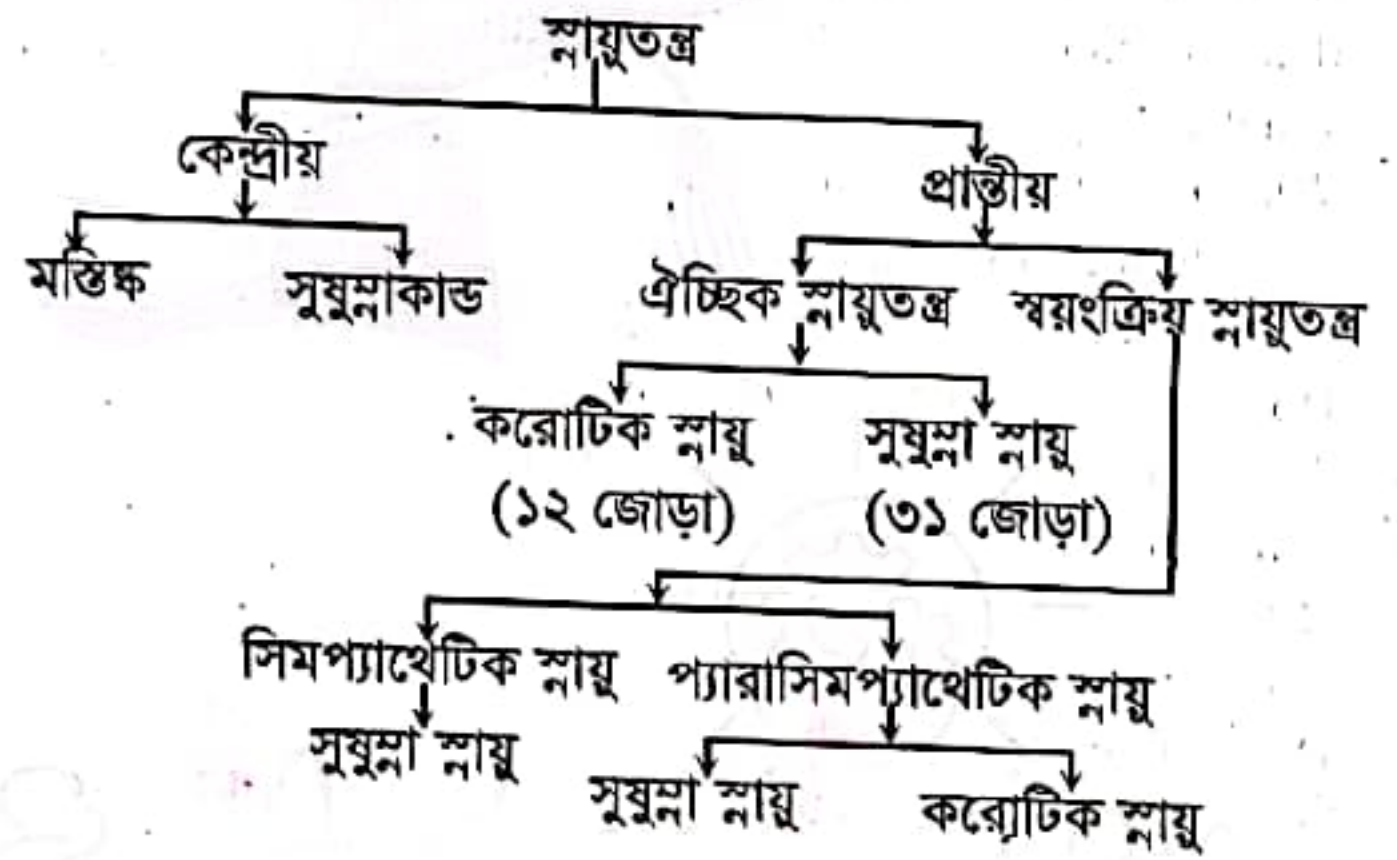 স্নায়ুতন্ত্র
কেন্দ্রীয় প্রান্তীয়
মস্তিষ্ক সুষুম্নাকান্ড ঐচ্ছিক স্নায়ুতন্ত্র স্বয়ংক্রিয় স্নায়ুতন্ত্র
করোটিক স্নায়ু সুষুম্না স্নায়ু
(১২ জোড়া) (৩১ জোড়া)
সিমপ্যাথেটিক স্নায়ু প্যারাসিমপ্যাথেটিক স্নায়ু
সুষুম্না স্নায়ু সুষুম্না স্নায়ু করোটিক স্নায়ু